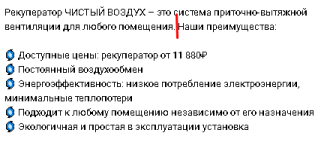 Рекуператор ЧИСТЫЙ ВОЗДУХ – это система приточно-вытяжной
вентиляции для любого помещения. Наши преимущества:
Доступные цены: рекуператор от 11 880₽
Постоянный воздухообмен
Энергоэффективность: низкое потребление электроэнергии,
минимальные теплопотери
Подходит к любому помещению независимо от его назначения
Экологичная и простая в эксплуатации установка